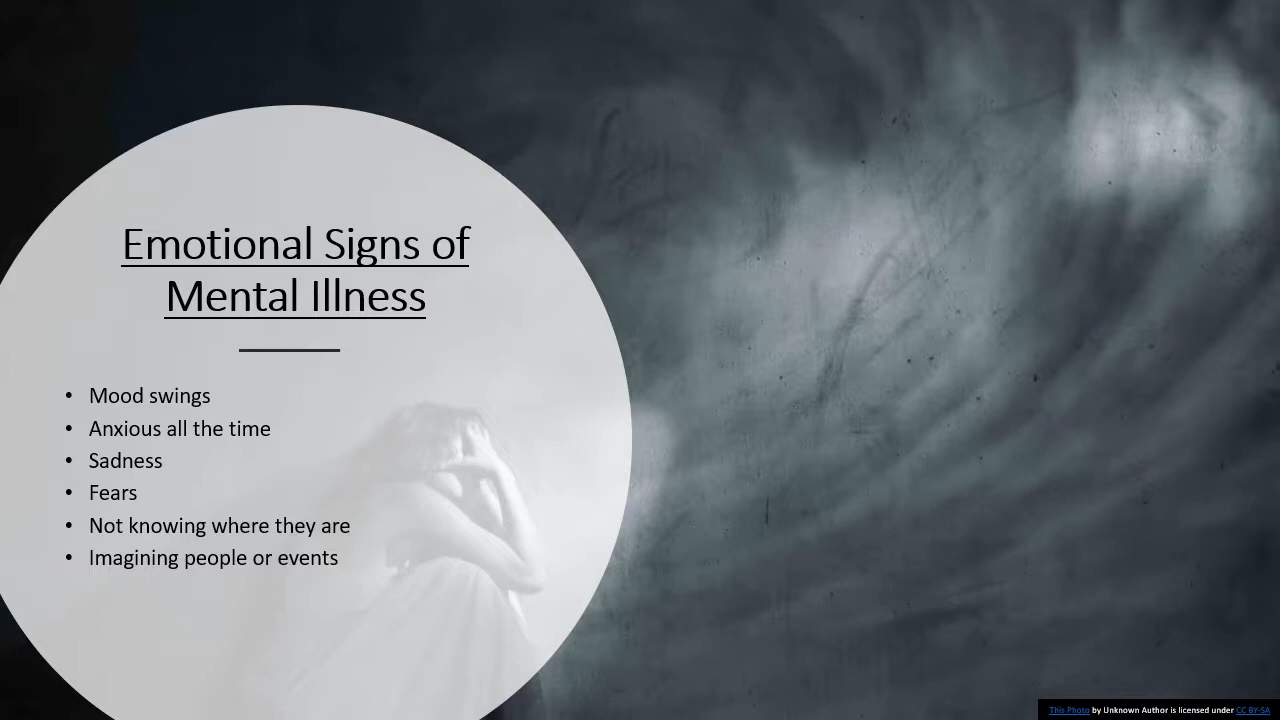 Emotional Signs of
Mental Illness
• Mood swings
• Anxious all the time
• Sadness
• Fears
• Not knowing where they are
• Imagining people or events
This Photo by Unknown Author is licensed under CC BY-SA